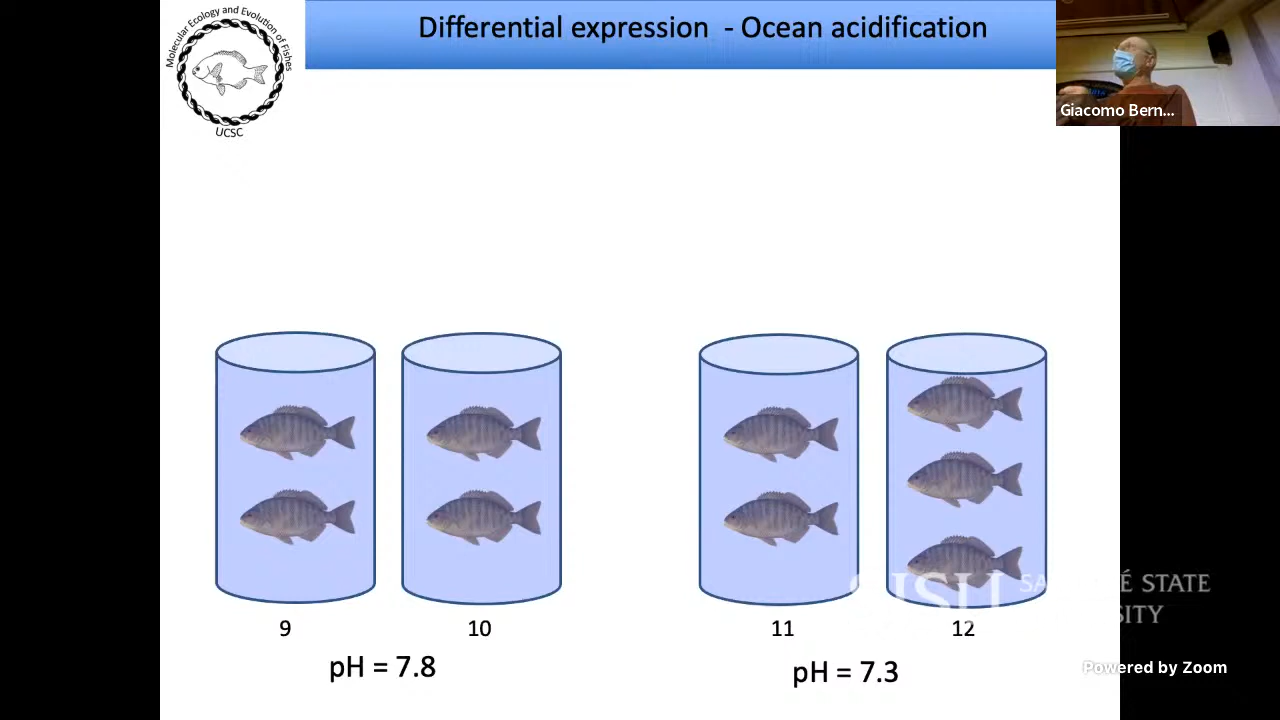 Molecular Ecology and Evolution of Fishes
UCSC
Differential expression - Ocean acidification
Giacomo Bern...
9
10
11
12
pH = 7.8
pH = 7.3
SJSU
STATE
Powered by Zoom